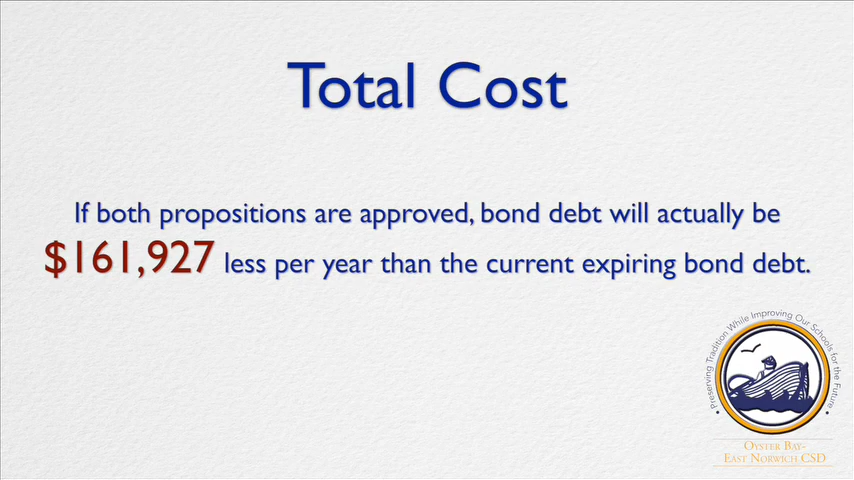 Total Cost
If both propositions are approved, bond debt will actually be
$161,927 less per year than the current expiring bond debt.
• Preserving Tradition While Improving Our Schools for the Future •
OYSTER BAY-
EAST NORWICH CSD